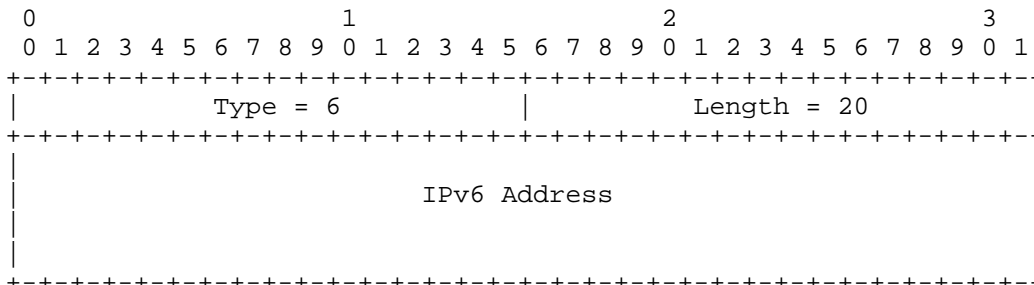 0                   1                   2                   3
 0 1 2 3 4 5 6 7 8 9 0 1 2 3 4 5 6 7 8 9 0 1 2 3 4 5 6 7 8 9 0 1
+-+-+-+-+-+-+-+-+-+-+-+-+-+-+-+-+-+-+-+-+-+-+-+-+-+-+-+-+-+-+-+-
|            Type = 6           |          Length = 20
+-+-+-+-+-+-+-+-+-+-+-+-+-+-+-+-+-+-+-+-+-+-+-+-+-+-+-+-+-+-+-+-
|
|                         IPv6 Address
|
|
+-+-+-+-+-+-+-+-+-+-+-+-+-+-+-+-+-+-+-+-+-+-+-+-+-+-+-+-+-+-+-+-